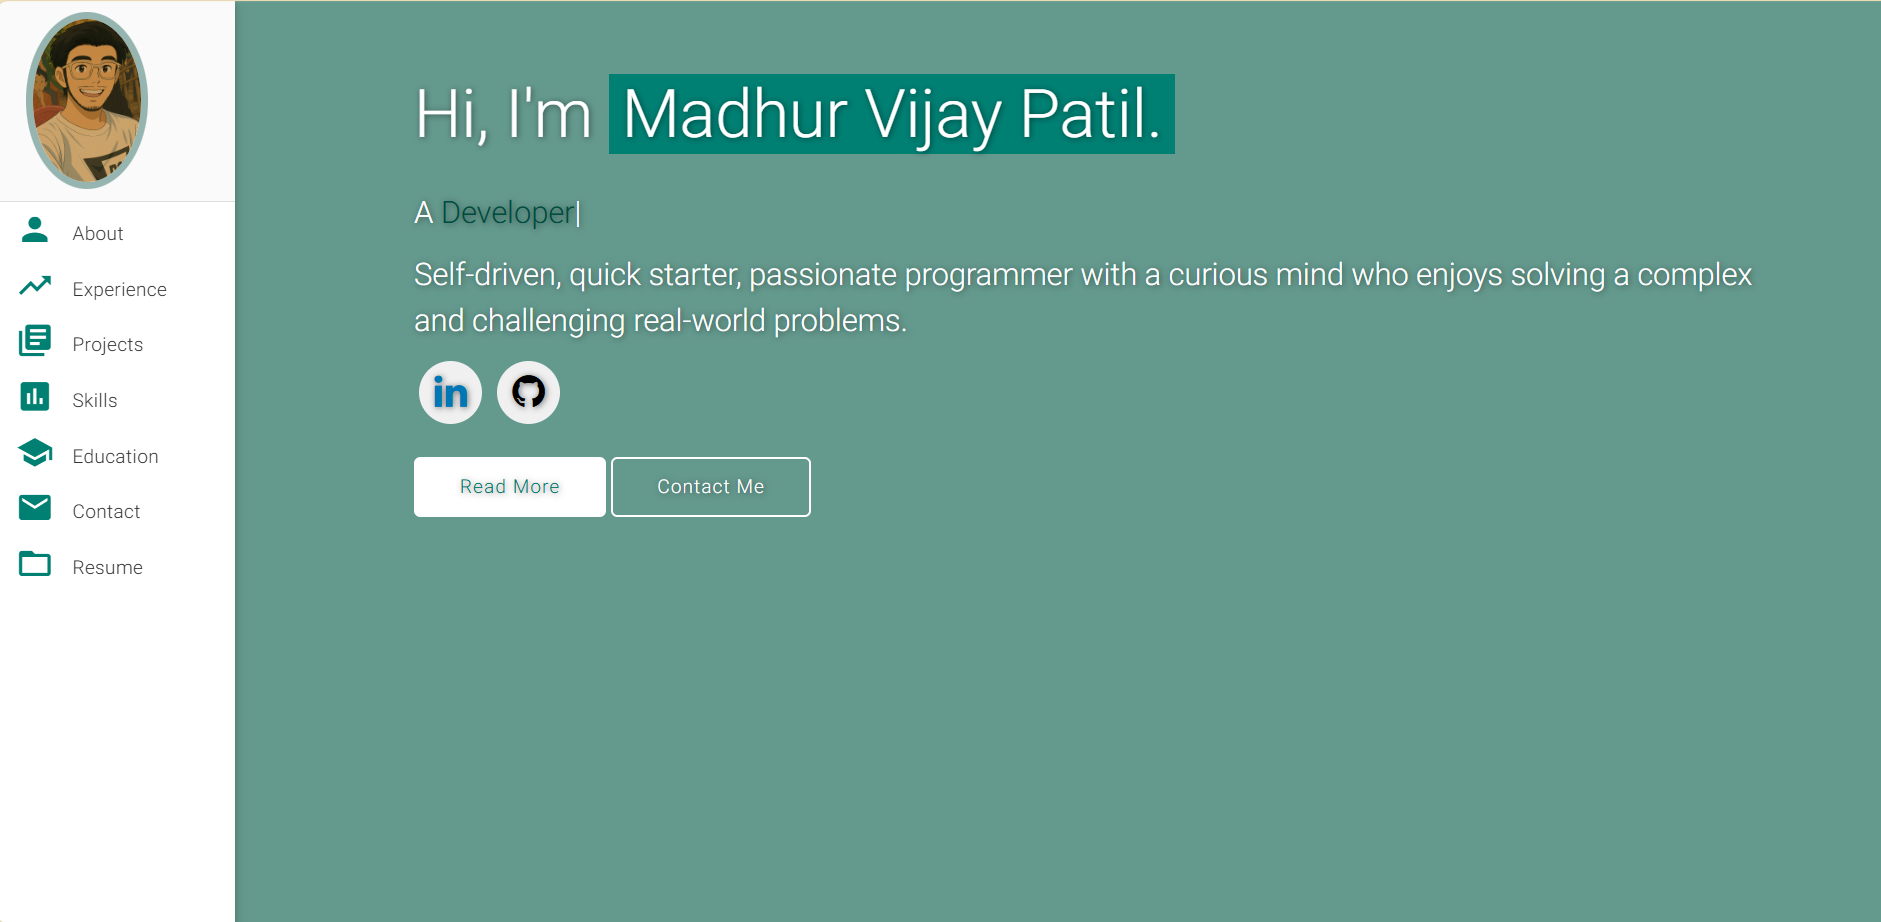 About
Experience
Projects
Skills
Education
Contact
Resume
Hi, I'm Madhur Vijay Patil.
A Developer|
Self-driven, quick starter, passionate programmer with a curious mind who enjoys solving a complex
and challenging real-world problems.
in
Read More
Contact Me